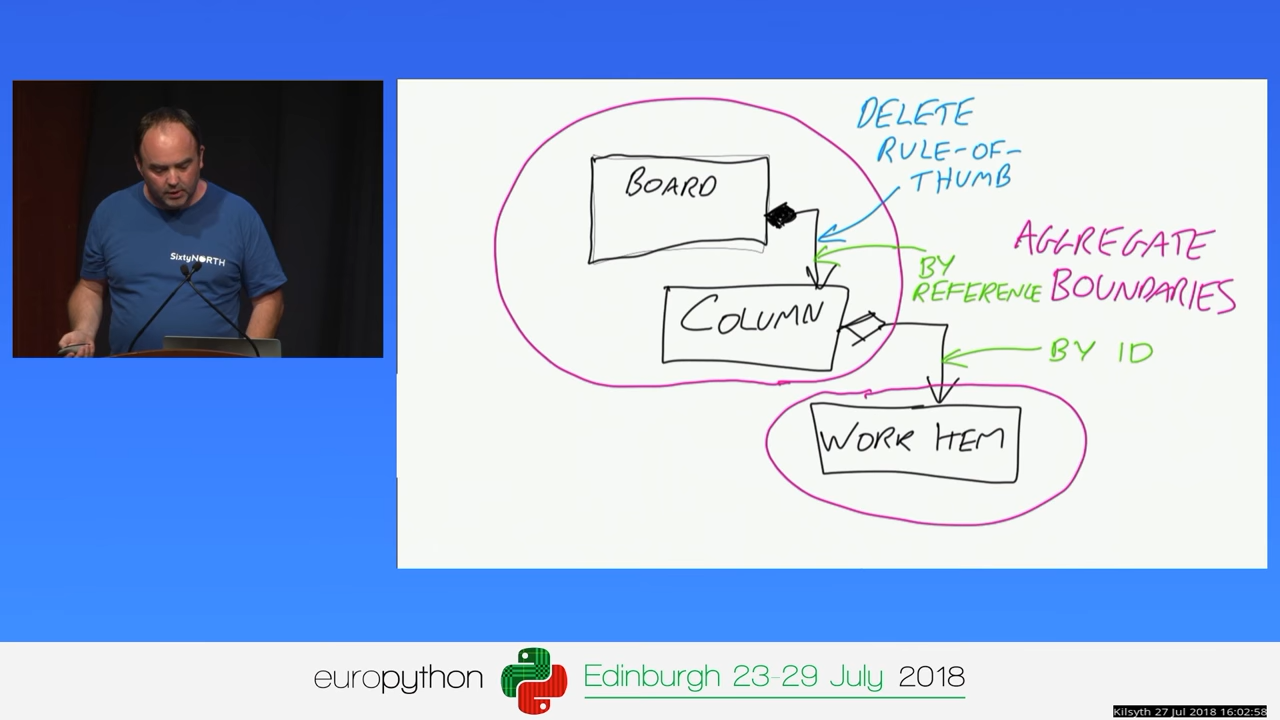 SixtyNORTH
DELETE
RULE-OF-
THUMB
BOARD
AGGREGATE
BOUNDARIES
BY
REFERENCE
COLUMN
BY ID
WORK ITEM
europython
Edinburgh 23-29 July 2018
Kilsyth 27 Jul 2018 16:02:58